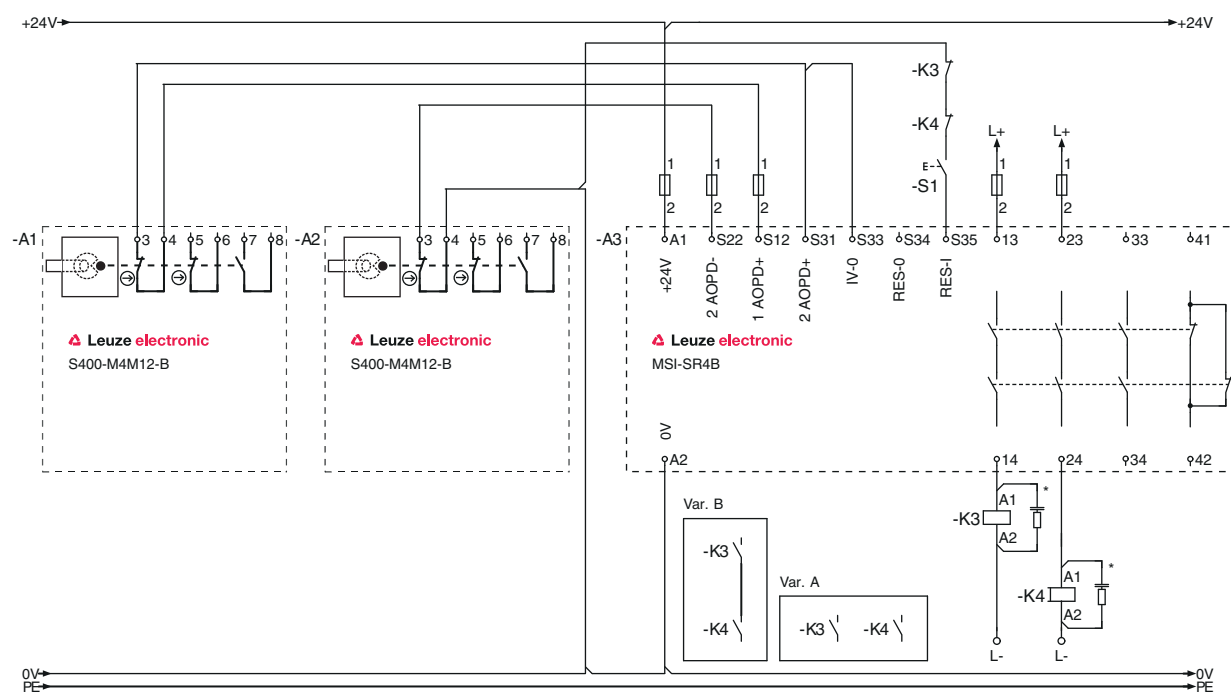 +24V +24V
-K3
-K4
E-- -S1
L+ L+
1 1 1 1 1
2 2 2 2 2
-A1 3 4 5 6 7 8
-A2 3 4 5 6 7 8
-A3 A1 S22 S12 S31 S33 S34 S35 13 23 33 41
+24V
2 AOPD-
1 AOPD+
2 AOPD+
IV-0
RES-0
RES-I
Leuze electronic
S400-M4M12-B
Leuze electronic
S400-M4M12-B
Leuze electronic
MSI-SR4B
0V
A2 14 24 34 42
Var. B
-K3
-K4
Var. A
-K3 -K4
A1 *
-K3
A2
A1 *
-K4
A2
L- L-
0V 0V
PE PE